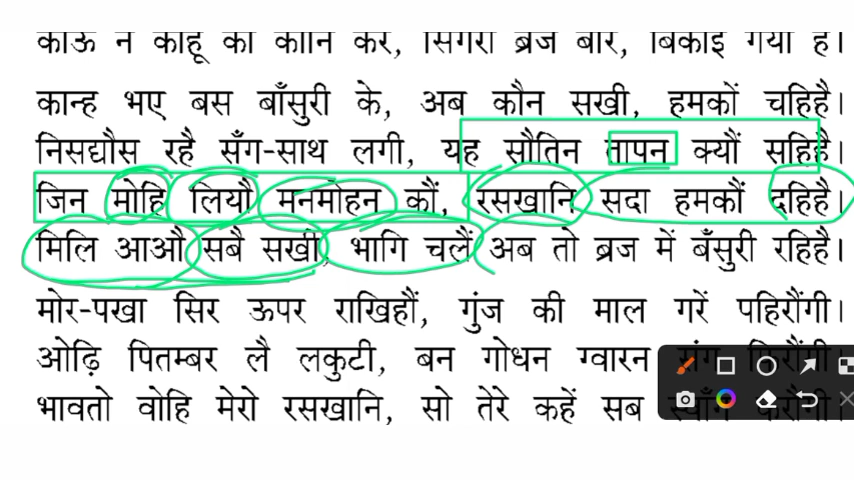 कोऊ न काहू की कानि करै, सिगरो ब्रज बीर, बिकाइ गयौ है।
कान्ह भए बस बाँसुरी के, अब कौन सखी, हमकों चहिहै।
निसद्यौस रहै सँग-साथ लगी, यह सौतिन तापन क्यौं सहिहै।
जिन मोहि लियौ मनमोहन कौं, रसखानि सदा हमकौं दहिहै।
मिलि आऔ सबै सखी, भागि चलैं अब तो ब्रज में बँसुरी रहिहै।
मोर-पखा सिर ऊपर राखिहौं, गुंज की माल गरें पहिरौंगी।
ओढ़ि पितम्बर लै लकुटी, बन गोधन ग्वारन संग फिरौंगी।
भावतो वोहि मेरो रसखानि, सो तेरे कहें सब स्वाँग करौंगी।